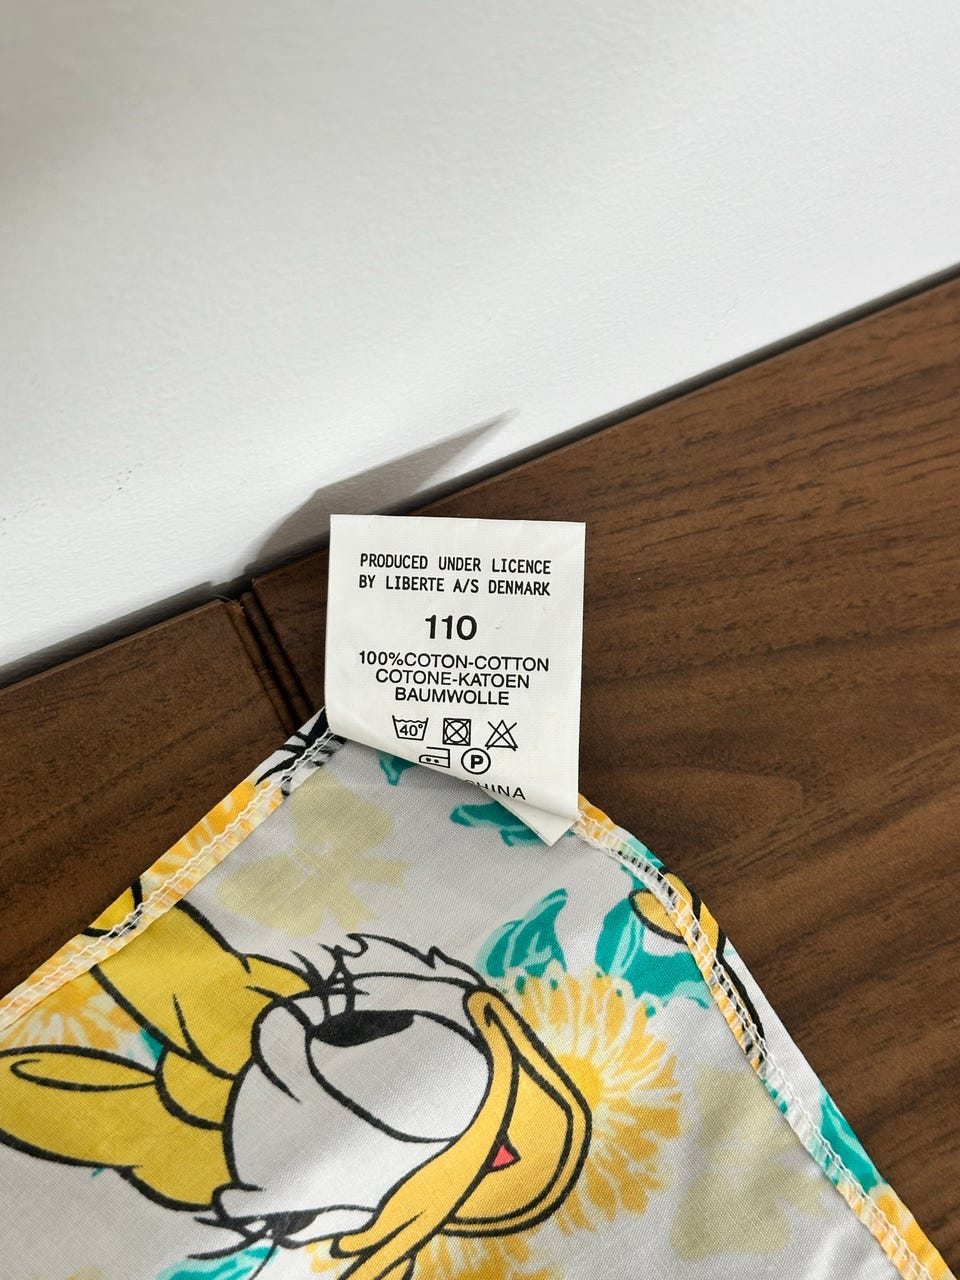 PRODUCED UNDER LICENCE
BY LIBERTE A/S DENMARK
110
100%COTON-COTTON
COTONE-KATOEN
BAUMWOLLE
40°
P
CHINA